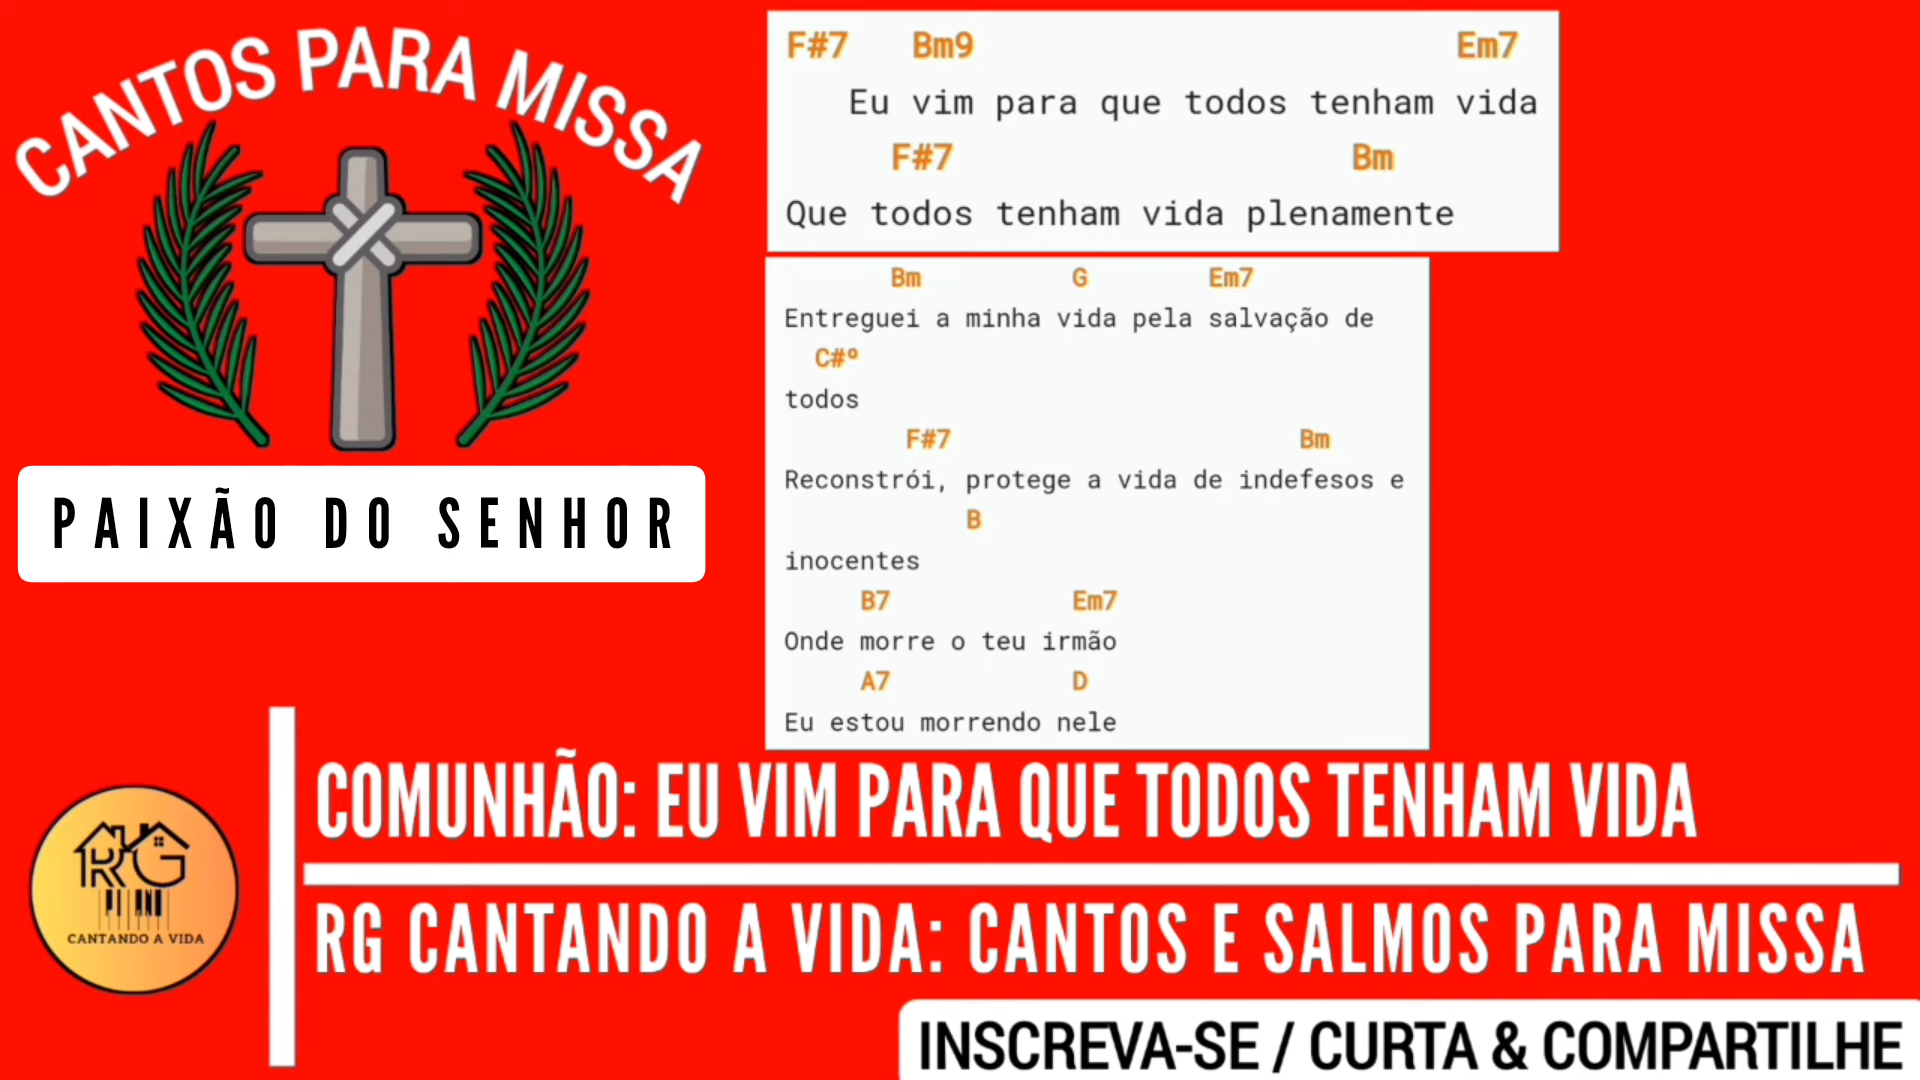 CANTOS PARA MISSA
PAIXÃO DO SENHOR
F#7 Bm9 Em7
Eu vim para que todos tenham vida
F#7 Bm
Que todos tenham vida plenamente
Bm G Em7
Entreguei a minha vida pela salvação de
C#º
todos
F#7 Bm
Reconstrói, protege a vida de indefesos e
B
inocentes
B7 Em7
Onde morre o teu irmão
A7 D
Eu estou morrendo nele
COMUNHÃO: EU VIM PARA QUE TODOS TENHAM VIDA
RG
CANTANDO A VIDA
RG CANTANDO A VIDA: CANTOS E SALMOS PARA MISSA
INSCREVA-SE / CURTA & COMPARTILHE